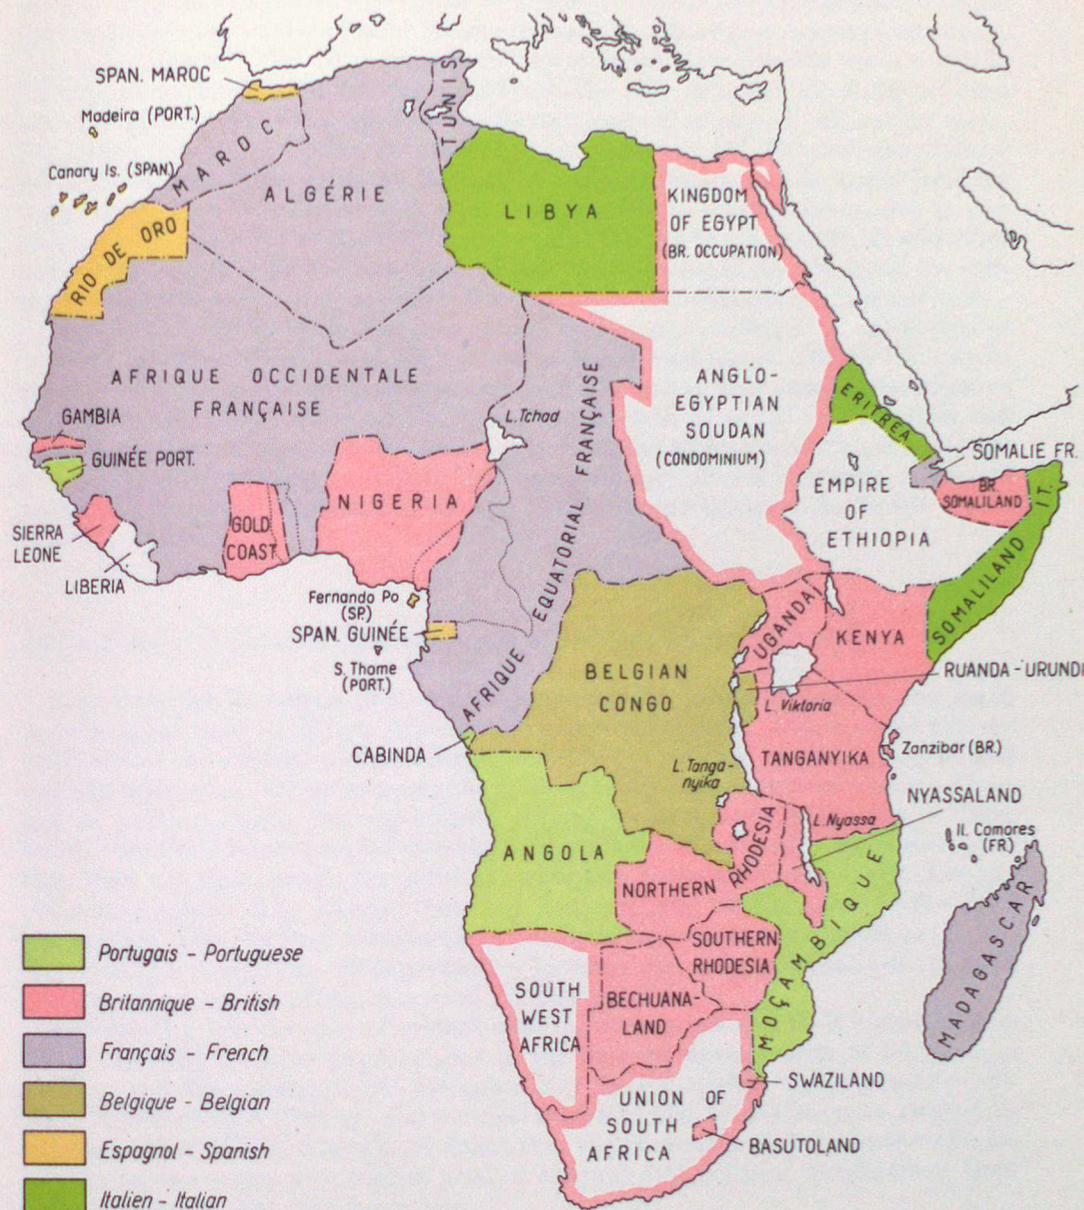 SPAN. MAROC
Madeira (PORT.)
Canary Is. (SPAN)
MAROC
TUNIS
ALGÉRIE
LIBYA
KINGDOM
OF EGYPT
(BR. OCCUPATION)
RIO DE ORO
AFRIQUE OCCIDENTALE
FRANÇAISE
GAMBIA
GUINÉE PORT.
SIERRA
LEONE
LIBERIA
GOLD
COAST
NIGERIA
L. Tchad
AFRIQUE EQUATORIAL FRANÇAISE
ANGLO-
EGYPTIAN
SOUDAN
(CONDOMINIUM)
ERITREA
SOMALIE FR.
BR.
SOMALILAND
EMPIRE
OF
ETHIOPIA
SOMALILAND IT.
Fernando Po
(SP.)
SPAN. GUINÉE
S. Thome
(PORT.)
CABINDA
BELGIAN
CONGO
UGANDA
KENYA
RUANDA-URUNDI
L. Viktoria
TANGANYIKA
Zanzibar (BR.)
L. Tanga-
nyika
NYASSALAND
L. Nyassa
Il. Comores
(FR.)
ANGOLA
NORTHERN RHODESIA
SOUTHERN
RHODESIA
MOÇAMBIQUE
MADAGASCAR
SOUTH
WEST
AFRICA
BECHUANA-
LAND
SWAZILAND
UNION OF
SOUTH
AFRICA
BASUTOLAND
Portugais - Portuguese
Britannique - British
Français - French
Belgique - Belgian
Espagnol - Spanish
Italien - Italian